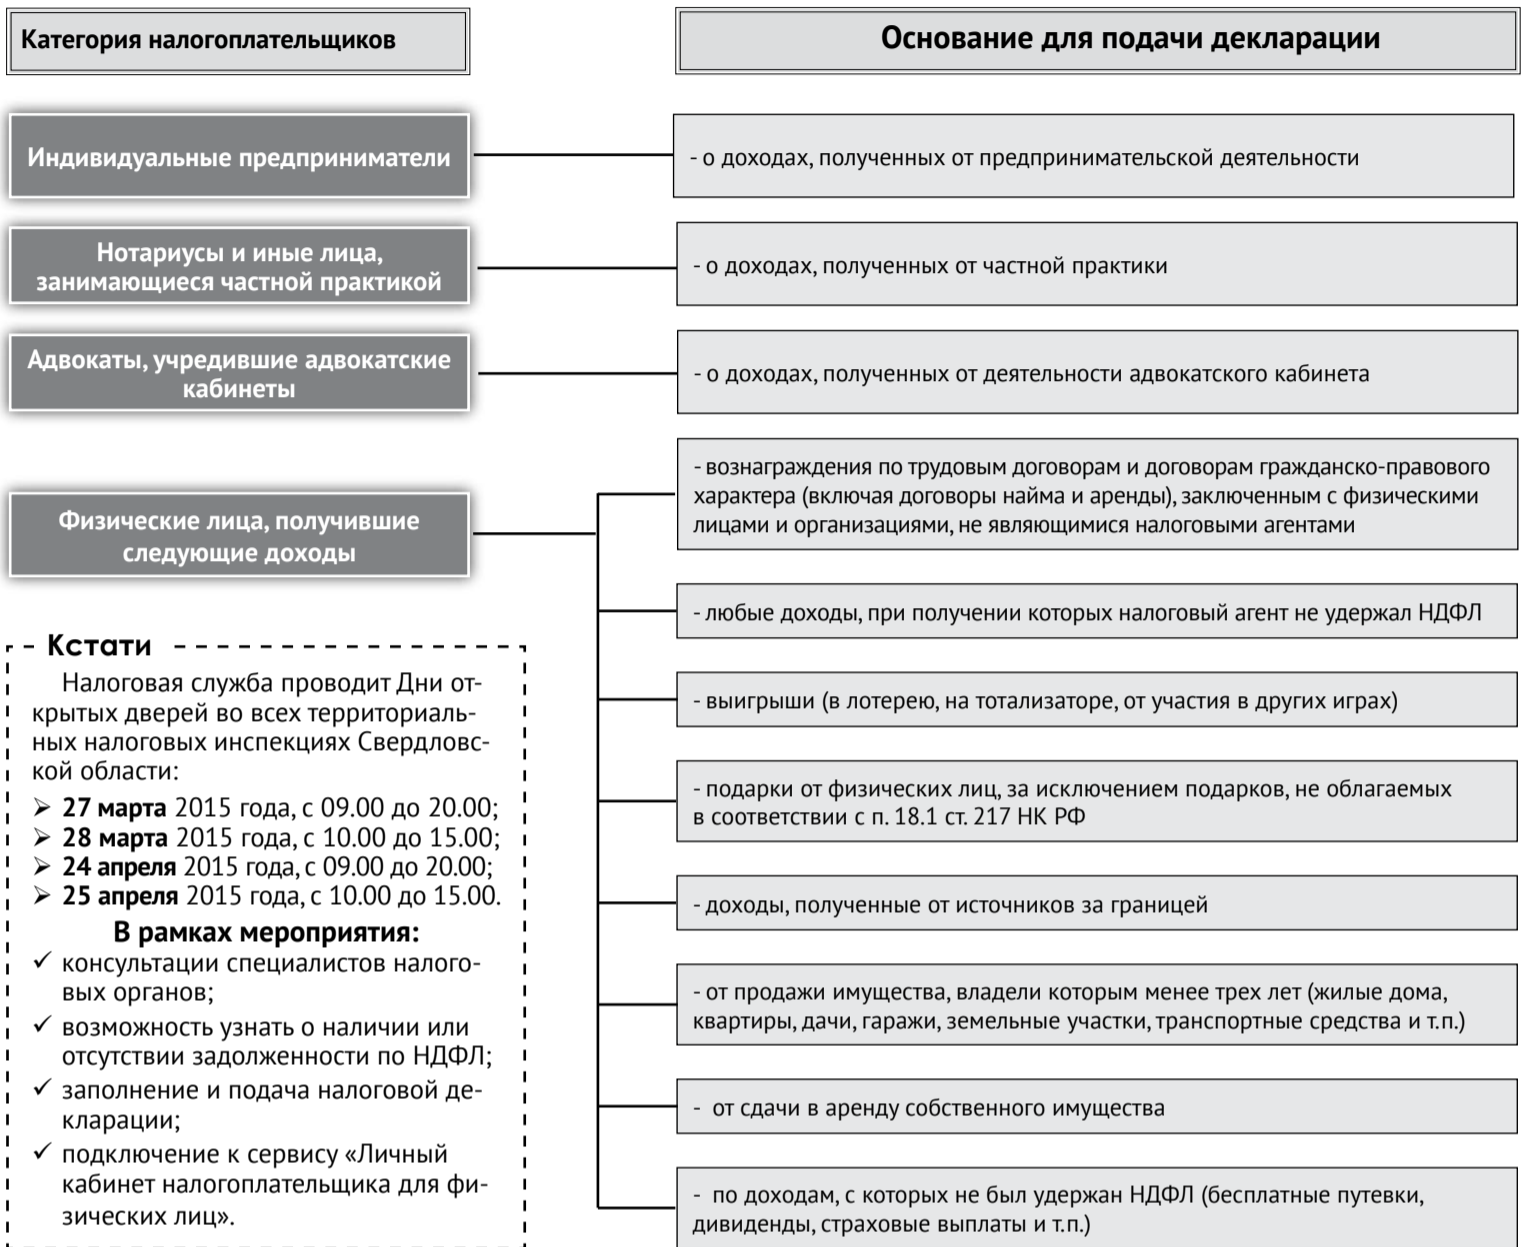 Категория налогоплательщиков
Основание для подачи декларации
Индивидуальные предприниматели
- о доходах, полученных от предпринимательской деятельности
Нотариусы и иные лица,
занимающиеся частной практикой
- о доходах, полученных от частной практики
Адвокаты, учредившие адвокатские
кабинеты
- о доходах, полученных от деятельности адвокатского кабинета
Физические лица, получившие
следующие доходы
- вознаграждения по трудовым договорам и договорам гражданско-правового
характера (включая договоры найма и аренды), заключенным с физическими
лицами и организациями, не являющимися налоговыми агентами
- любые доходы, при получении которых налоговый агент не удержал НДФЛ
- выигрыши (в лотерею, на тотализаторе, от участия в других играх)
- подарки от физических лиц, за исключением подарков, не облагаемых
в соответствии с п. 18.1 ст. 217 НК РФ
- доходы, полученные от источников за границей
- от продажи имущества, владели которым менее трех лет (жилые дома,
квартиры, дачи, гаражи, земельные участки, транспортные средства и т.п.)
- от сдачи в аренду собственного имущества
- по доходам, с которых не был удержан НДФЛ (бесплатные путевки,
дивиденды, страховые выплаты и т.п.)
Кстати
Налоговая служба проводит Дни от-
крытых дверей во всех территориаль-
ных налоговых инспекциях Свердловс-
кой области:
➢ 27 марта 2015 года, с 09.00 до 20.00;
➢ 28 марта 2015 года, с 10.00 до 15.00;
➢ 24 апреля 2015 года, с 09.00 до 20.00;
➢ 25 апреля 2015 года, с 10.00 до 15.00.
В рамках мероприятия:
✓ консультации специалистов налого-
вых органов;
✓ возможность узнать о наличии или
отсутствии задолженности по НДФЛ;
✓ заполнение и подача налоговой де-
кларации;
✓ подключение к сервису «Личный
кабинет налогоплательщика для фи-
зических лиц».